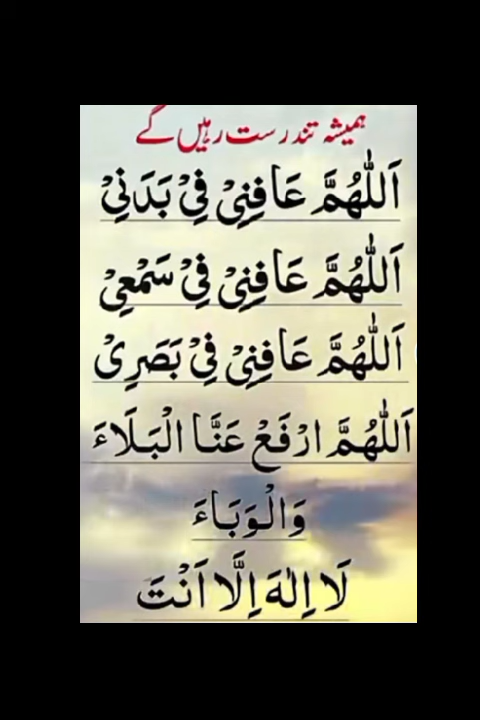 ہمیشہ تندرست رہیں گے
اَللّٰهُمَّ عَافِنِیْ فِیْ بَدَنِیْ
اَللّٰهُمَّ عَافِنِیْ فِیْ سَمْعِیْ
اَللّٰهُمَّ عَافِنِیْ فِیْ بَصَرِیْ
اَللّٰهُمَّ ارْفَعْ عَنَّا الْبَلَاءَ
وَالْوَبَاءَ
لَا اِلٰهَ اِلَّا اَنْتَ